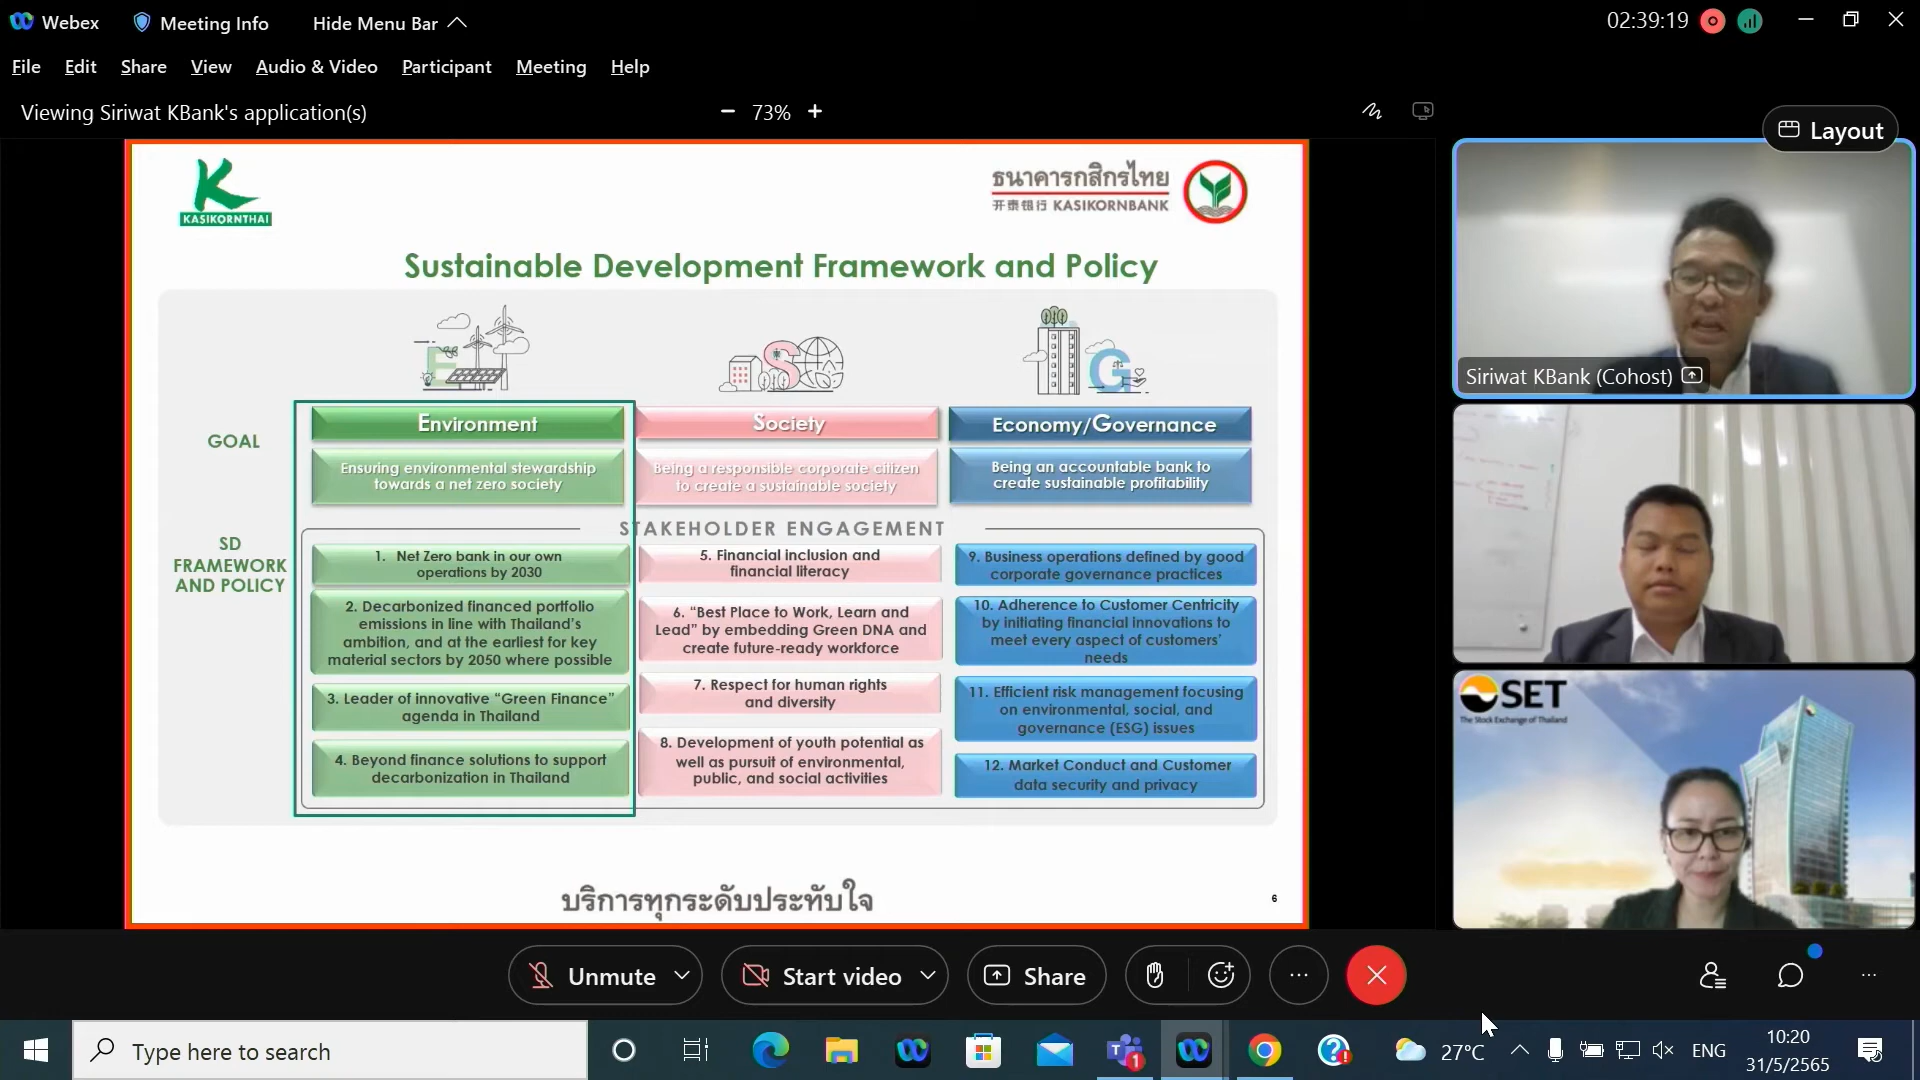 Webex
Meeting Info
Hide Menu Bar
02:39:19
File
Edit
Share
View
Audio & Video
Participant
Meeting
Help
Viewing Siriwat KBank's application(s)
73%
Layout
KASIKORNTHAI
ธนาคารกสิกรไทย
开泰银行 KASIKORNBANK
Sustainable Development Framework and Policy
E
S
G
GOAL
Environment
Ensuring environmental stewardship
towards a net zero society
Society
Being a responsible corporate citizen
to create a sustainable society
Economy/Governance
Being an accountable bank to
create sustainable profitability
STAKEHOLDER ENGAGEMENT
SD
FRAMEWORK
AND POLICY
1. Net Zero bank in our own
operations by 2030
2. Decarbonized financed portfolio
emissions in line with Thailand's
ambition, and at the earliest for key
material sectors by 2050 where possible
3. Leader of innovative “Green Finance”
agenda in Thailand
4. Beyond finance solutions to support
decarbonization in Thailand
5. Financial inclusion and
financial literacy
6. “Best Place to Work, Learn and
Lead” by embedding Green DNA and
create future-ready workforce
7. Respect for human rights
and diversity
8. Development of youth potential as
well as pursuit of environmental,
public, and social activities
9. Business operations defined by good
corporate governance practices
10. Adherence to Customer Centricity
by initiating financial innovations to
meet every aspect of customers'
needs
11. Efficient risk management focusing
on environmental, social, and
governance (ESG) issues
12. Market Conduct and Customer
data security and privacy
บริการทุกระดับประทับใจ
6
Siriwat KBank (Cohost)
SET
The Stock Exchange of Thailand
Unmute
Start video
Share
Type here to search
1
27°C
ENG
10:20
31/5/2565